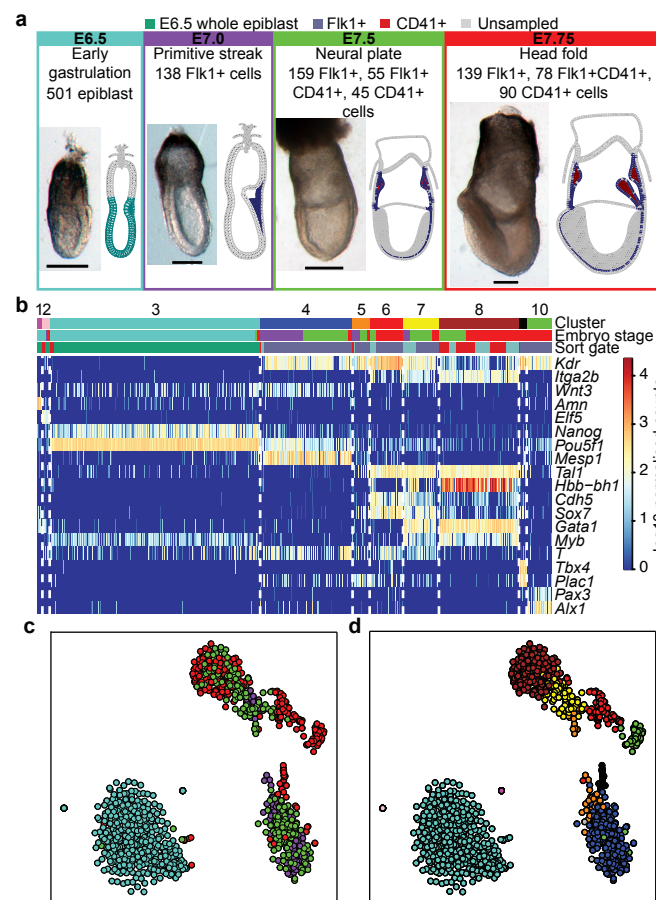 a
E6.5 whole epiblast Flk1+ CD41+ Unsampled
E6.5 E7.0 E7.5 E7.75
Early gastrulation
501 epiblast
Primitive streak
138 Flk1+ cells
Neural plate
159 Flk1+, 55 Flk1+
CD41+, 45 CD41+
cells
Head fold
139 Flk1+, 78 Flk1+CD41+,
90 CD41+ cells
b
1 2 3 4 5 6 7 8 10
Cluster
Embryo stage
Sort gate
Kdr
Itga2b
Wnt3
Amn
Elf5
Nanog
Pou5f1
Mesp1
Tal1
Hbb-bh1
Cdh5
Sox7
Gata1
Myb
T
Tbx4
Plac1
Pax3
Alx1
4
3
2
1
0
c
d